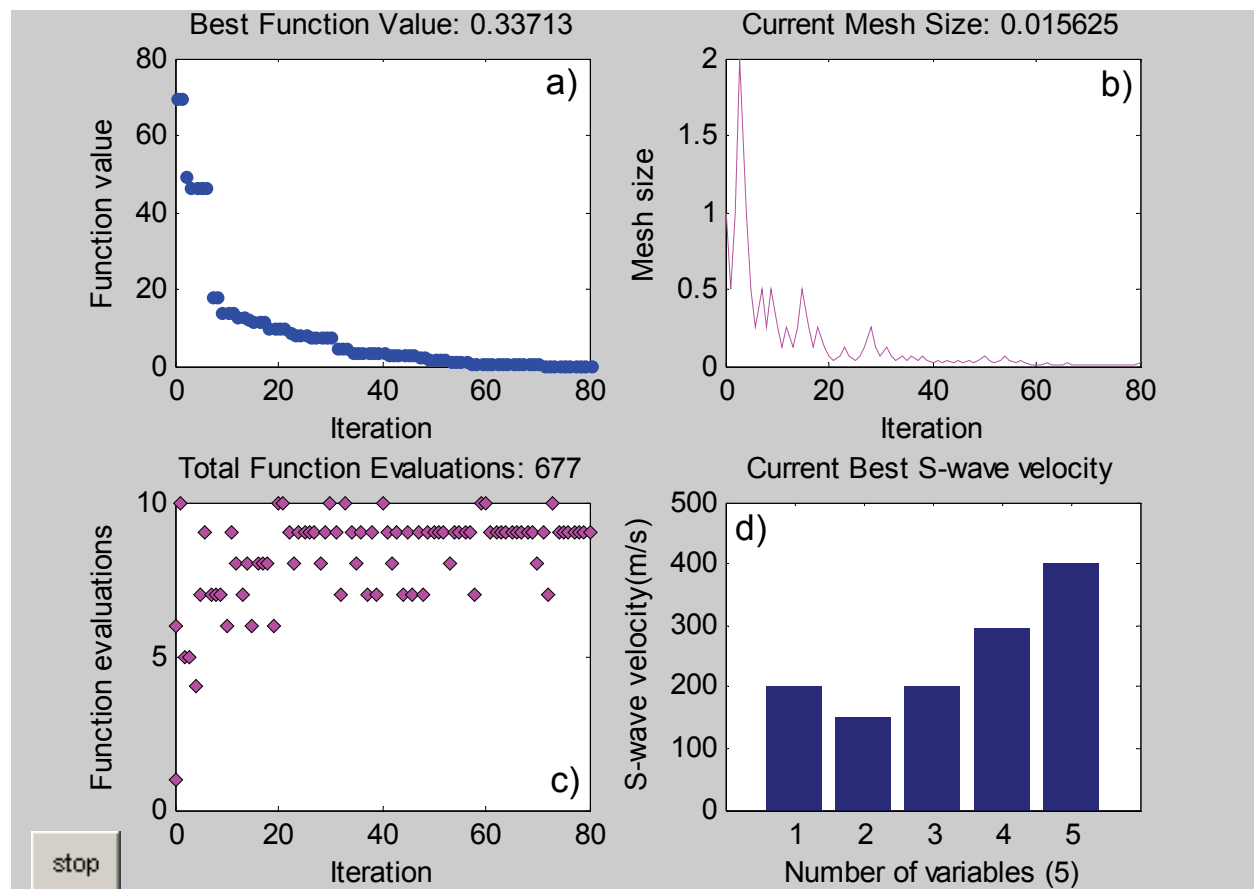 Best Function Value: 0.33713
80
60
40
20
0
Function value
a)
0 20 40 60 80
Iteration
Current Mesh Size: 0.015625
2
1.5
1
0.5
0
Mesh size
b)
0 20 40 60 80
Iteration
Total Function Evaluations: 677
10
5
0
Function evaluations
c)
0 20 40 60 80
Iteration
Current Best S-wave velocity
500
400
300
200
100
0
S-wave velocity(m/s)
d)
1 2 3 4 5
Number of variables (5)
stop